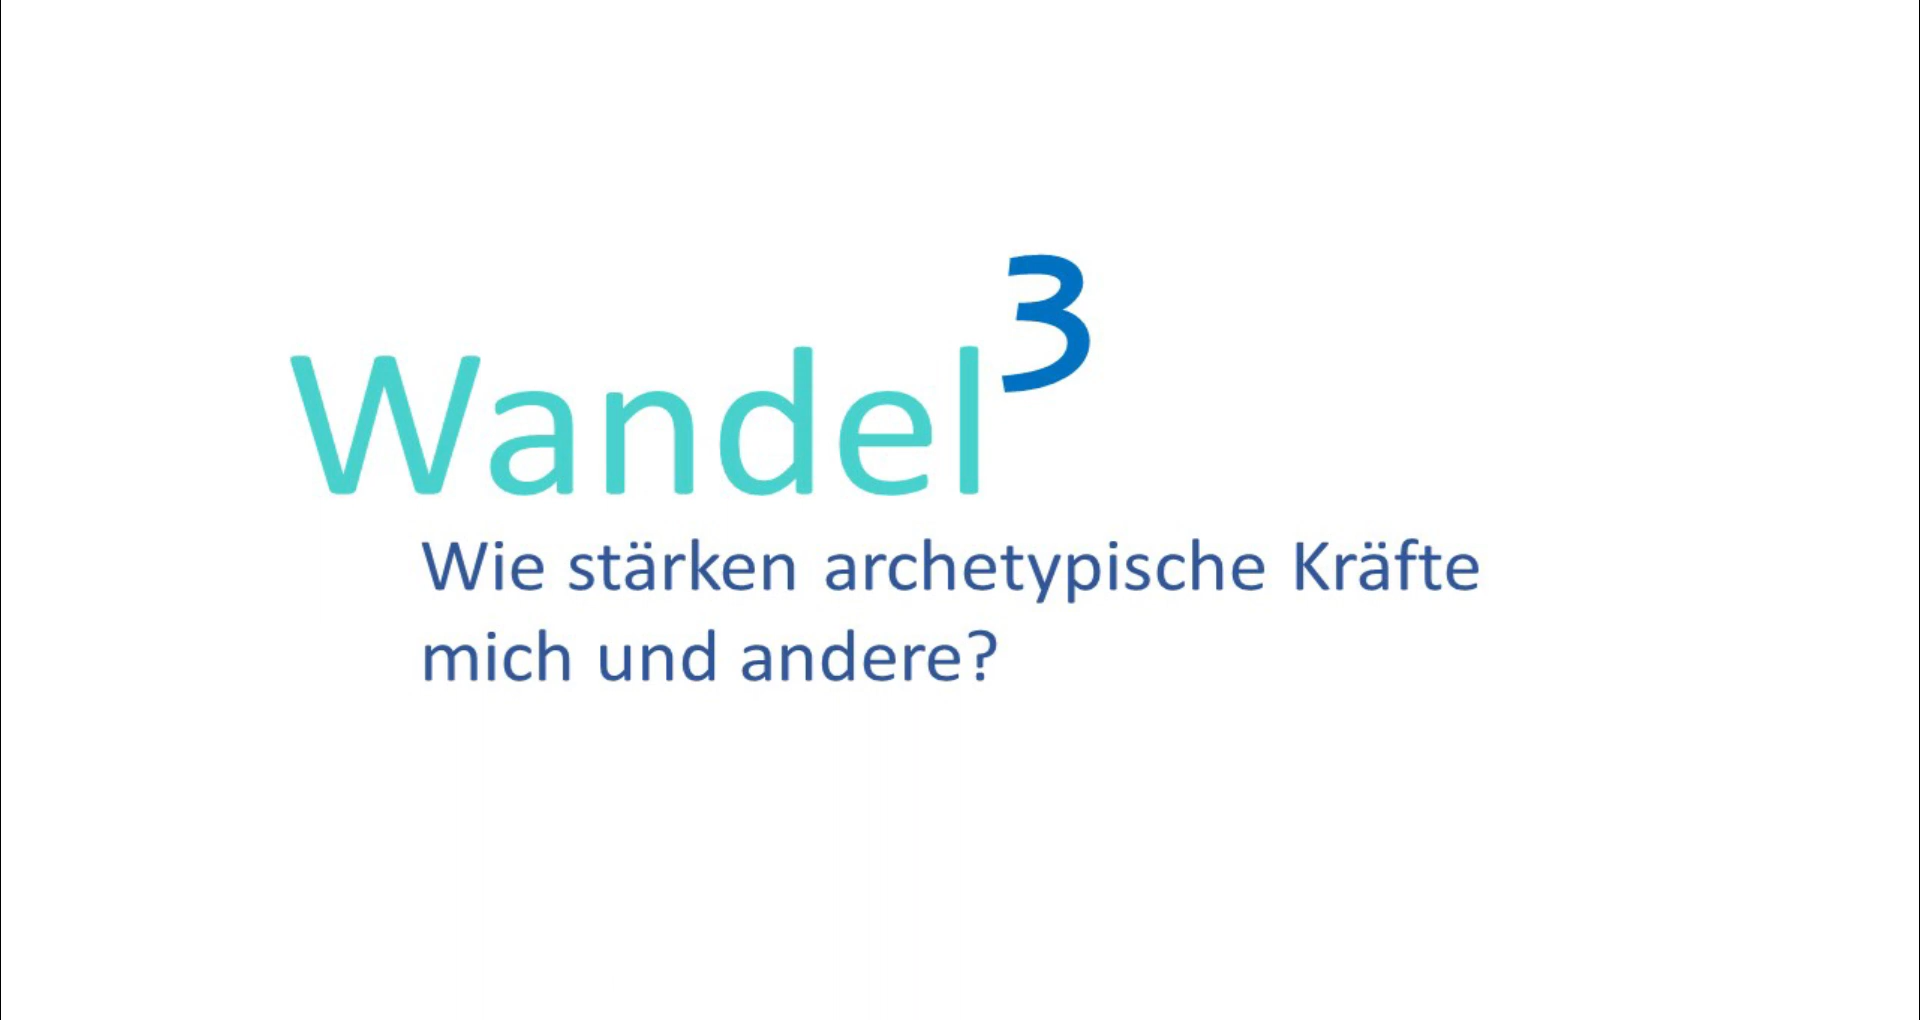 Wandel³
Wie stärken archetypische Kräfte
mich und andere?